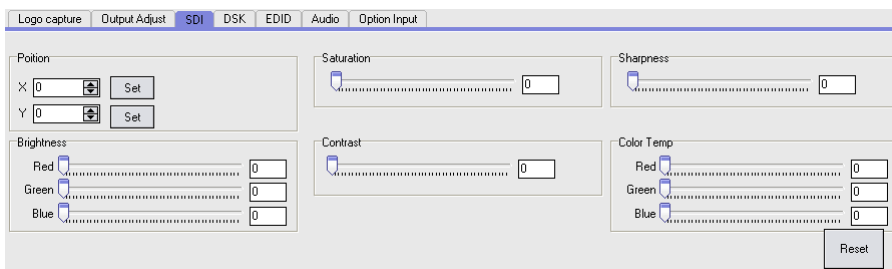 Logo capture Output Adjust SDI DSK EDID Audio Option Input
Poition
X 0 Set
Y 0 Set
Saturation
0
Sharpness
0
Brightness
Red 0
Green 0
Blue 0
Contrast
0
Color Temp
Red 0
Green 0
Blue 0
Reset